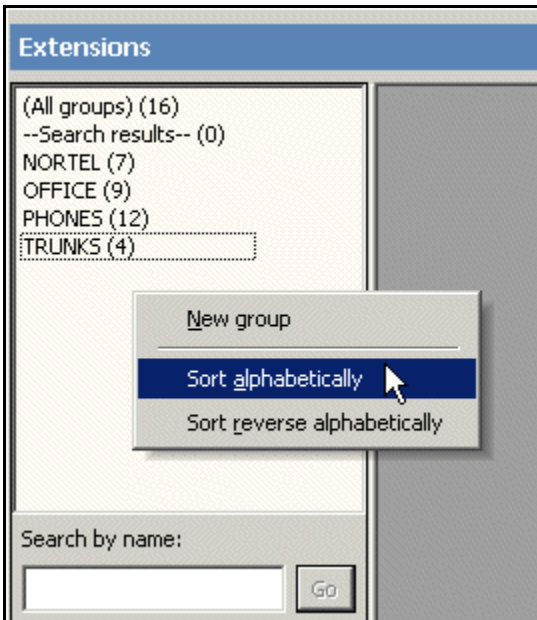 Extensions
(All groups) (16)
--Search results-- (0)
NORTEL (7)
OFFICE (9)
PHONES (12)
TRUNKS (4)
New group
Sort alphabetically
Sort reverse alphabetically
Search by name:
Go